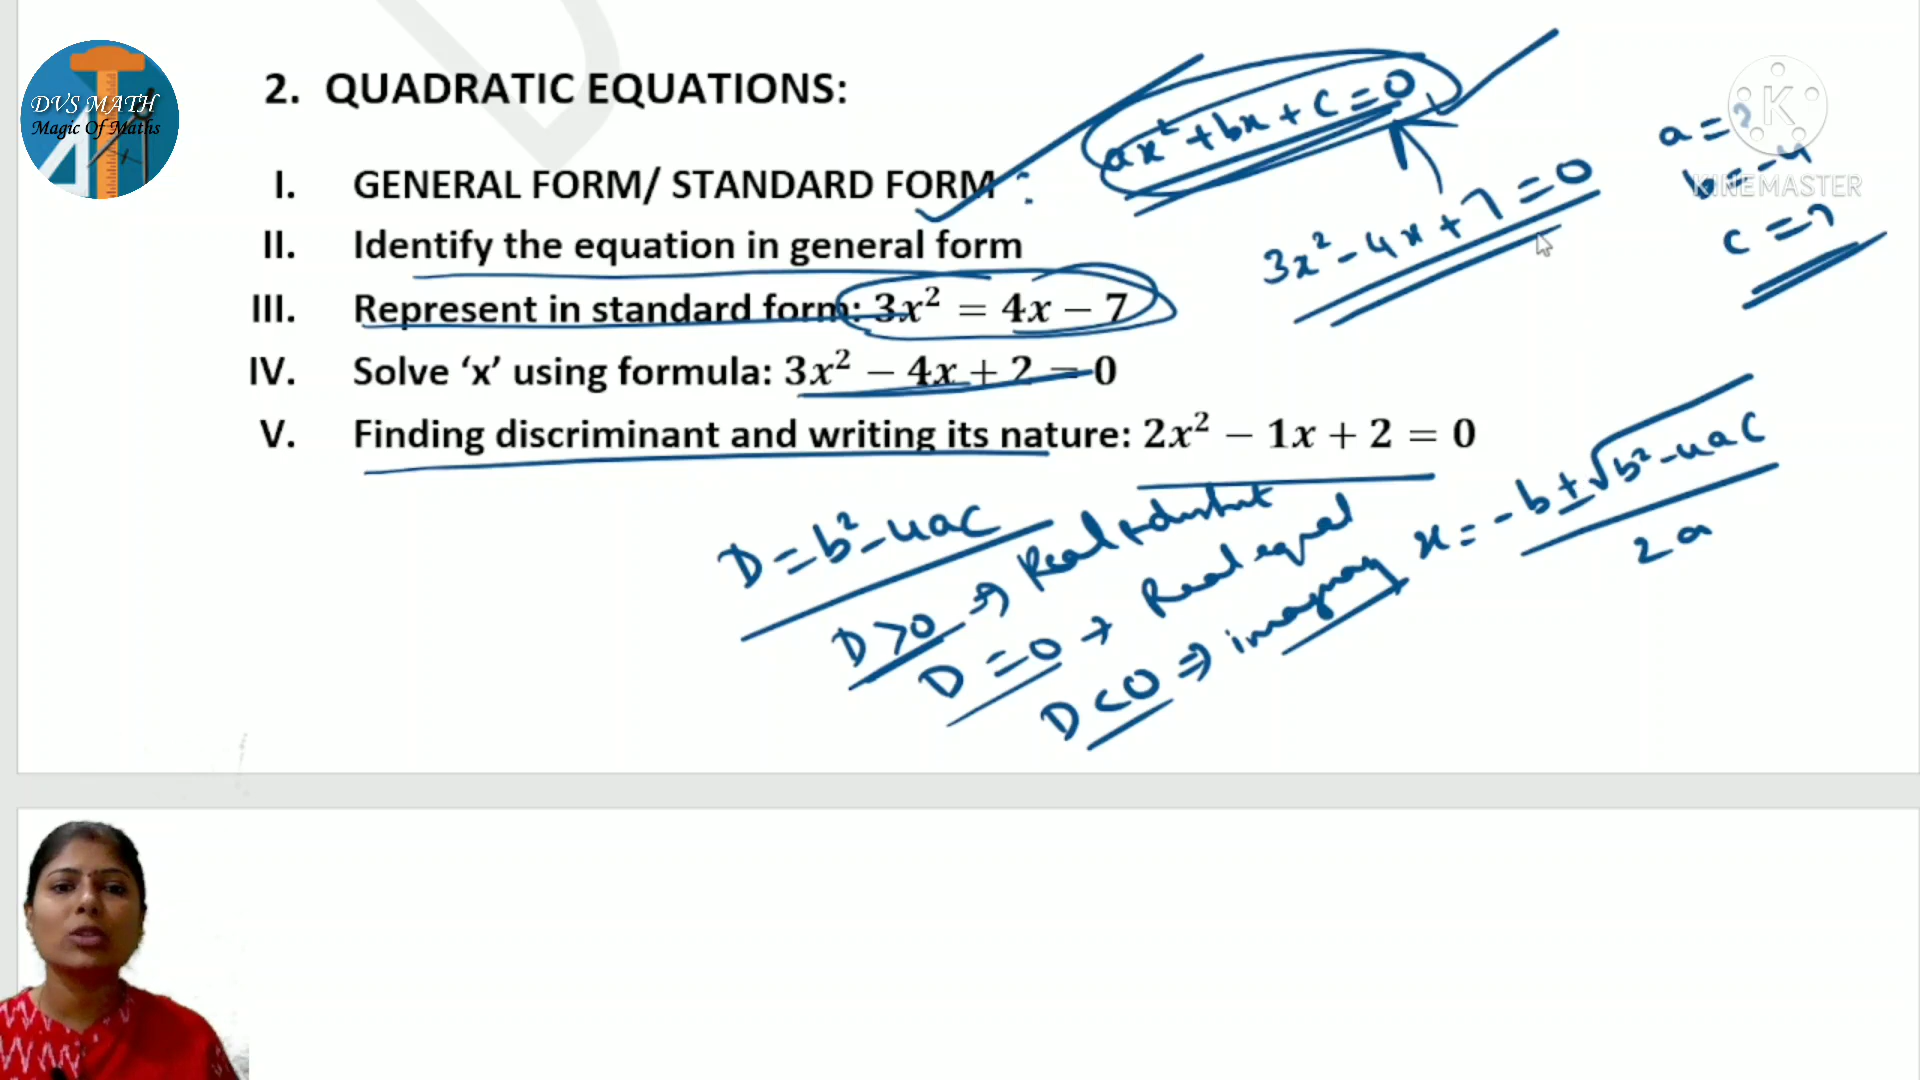 DVS MATH
Magic Of Maths
2. QUADRATIC EQUATIONS:
I. GENERAL FORM/ STANDARD FORM :
ax² + bx + c = 0
II. Identify the equation in general form
III. Represent in standard form: 3x² = 4x − 7
3x² - 4x + 7 = 0
b = -4
IV. Solve ‘x’ using formula: 3x² − 4x + 2 = 0
V. Finding discriminant and writing its nature: 2x² − 1x + 2 = 0
D = b² - 4ac
D > 0 ⇒ Real
D = 0 → Real equal
D < 0 ⇒ imaginary
x = -b ± √b² - 4ac
2a
K
KINEMASTER